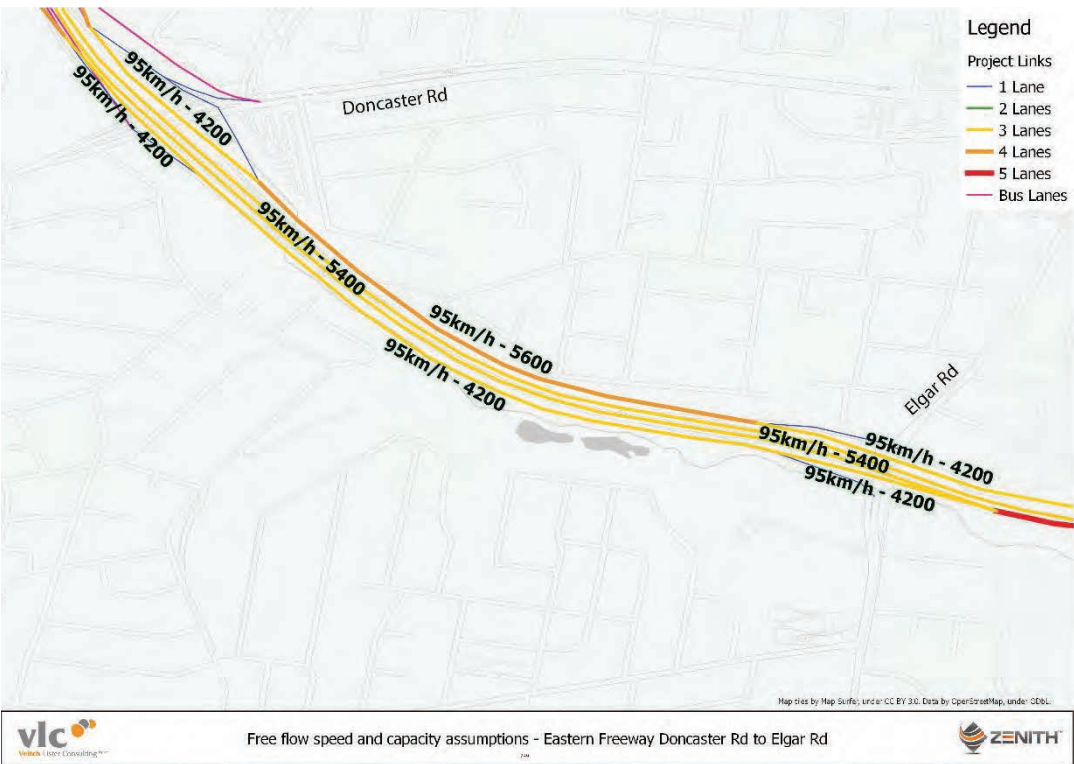 Legend
Project Links
1 Lane
2 Lanes
3 Lanes
4 Lanes
5 Lanes
Bus Lanes
95km/h - 4200
95km/h - 4200
Doncaster Rd
95km/h - 5400
95km/h - 5600
95km/h - 4200
Elgar Rd
95km/h - 4200
95km/h - 5400
95km/h - 4200
Map tiles by Map Surfer, under CC BY 3.0. Data by OpenStreetMap, under ODbL.
vlc
Veitch Lister Consulting
Free flow speed and capacity assumptions - Eastern Freeway Doncaster Rd to Elgar Rd
ZENITH